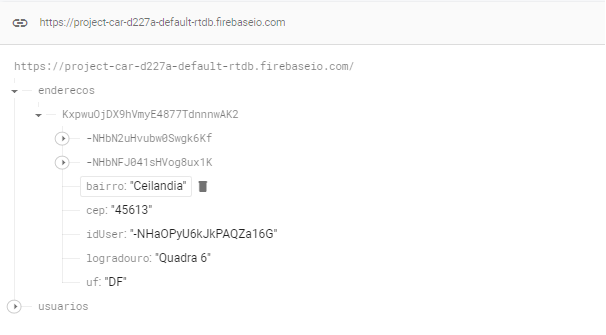 https://project-car-d227a-default-rtdb.firebaseio.com
https://project-car-d227a-default-rtdb.firebaseio.com/
enderecos
KxpwuOjDX9hVmyE4877TdnnnwAK2
-NHbN2uHvubw0Swgk6Kf
-NHbNFJ041sHVog8ux1K
bairro: "Ceilandia"
cep: "45613"
idUser: "-NHaOPyU6kJkPAQZa16G"
logradouro: "Quadra 6"
uf: "DF"
usuarios